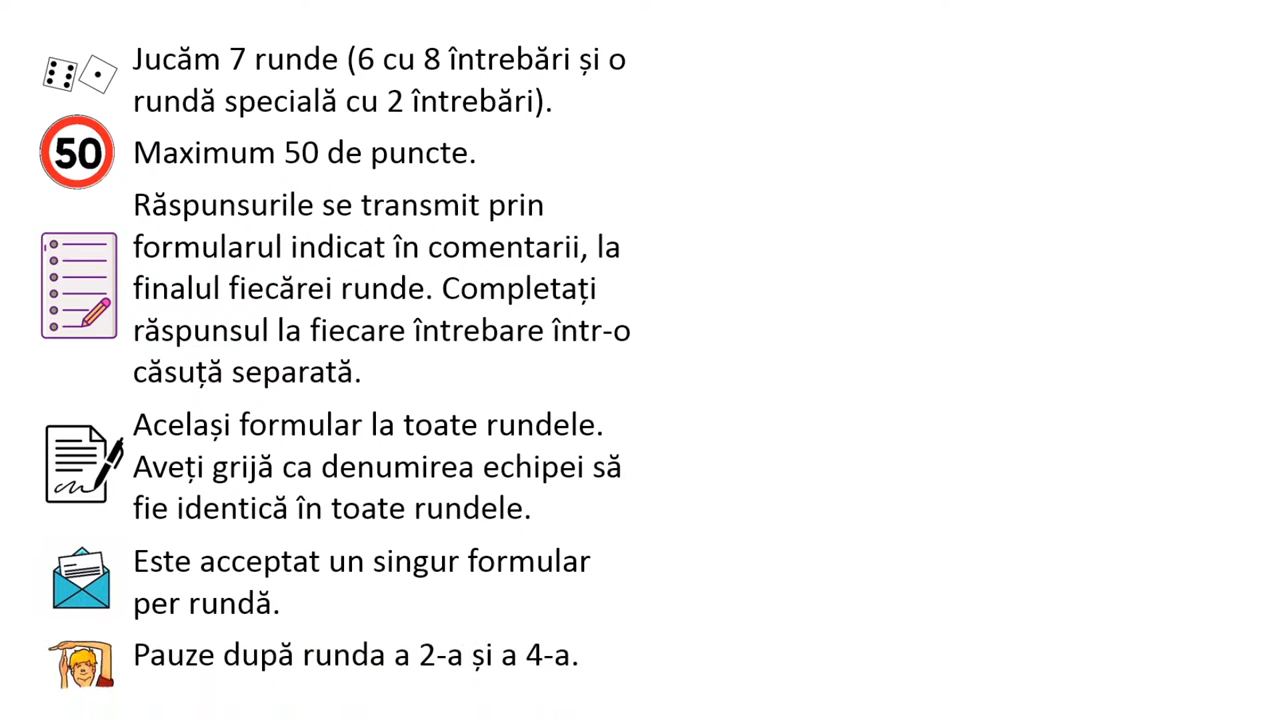 Jucăm 7 runde (6 cu 8 întrebări și o
rundă specială cu 2 întrebări).
50
Maximum 50 de puncte.
Răspunsurile se transmit prin
formularul indicat în comentarii, la
finalul fiecărei runde. Completați
răspunsul la fiecare întrebare într-o
căsuță separată.
Același formular la toate rundele.
Aveți grijă ca denumirea echipei să
fie identică în toate rundele.
Este acceptat un singur formular
per rundă.
Pauze după runda a 2-a și a 4-a.